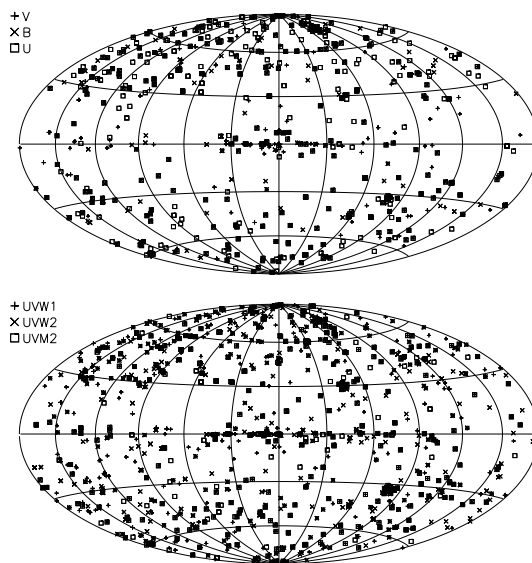 + V
× B
□ U
+ UVW1
× UVW2
□ UVM2